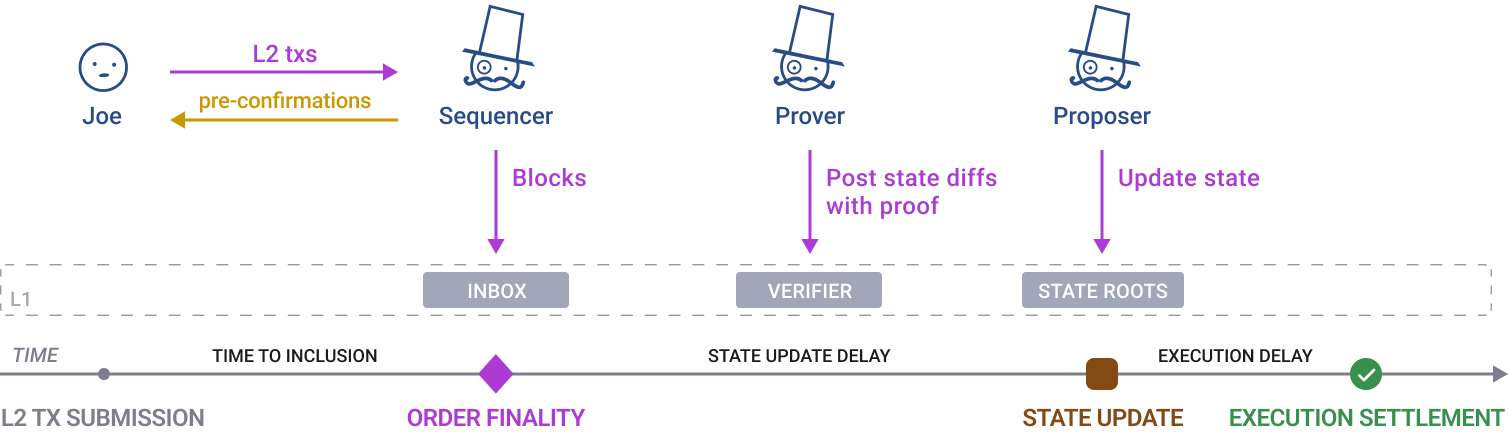 L2 txs
pre-confirmations
Joe
Sequencer
Prover
Proposer
Blocks
Post state diffs
with proof
Update state
L1
INBOX
VERIFIER
STATE ROOTS
TIME
TIME TO INCLUSION
STATE UPDATE DELAY
EXECUTION DELAY
L2 TX SUBMISSION
ORDER FINALITY
STATE UPDATE
EXECUTION SETTLEMENT